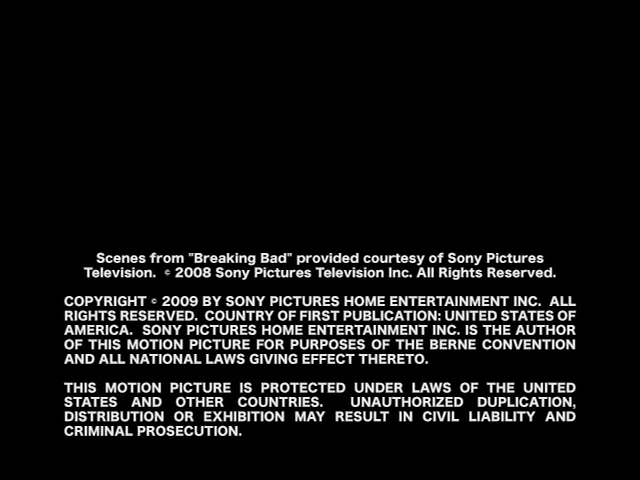 Scenes from "Breaking Bad" provided courtesy of Sony Pictures
Television. © 2008 Sony Pictures Television Inc. All Rights Reserved.
COPYRIGHT © 2009 BY SONY PICTURES HOME ENTERTAINMENT INC. ALL
RIGHTS RESERVED. COUNTRY OF FIRST PUBLICATION: UNITED STATES OF
AMERICA. SONY PICTURES HOME ENTERTAINMENT INC. IS THE AUTHOR
OF THIS MOTION PICTURE FOR PURPOSES OF THE BERNE CONVENTION
AND ALL NATIONAL LAWS GIVING EFFECT THERETO.
THIS MOTION PICTURE IS PROTECTED UNDER LAWS OF THE UNITED
STATES AND OTHER COUNTRIES. UNAUTHORIZED DUPLICATION,
DISTRIBUTION OR EXHIBITION MAY RESULT IN CIVIL LIABILITY AND
CRIMINAL PROSECUTION.